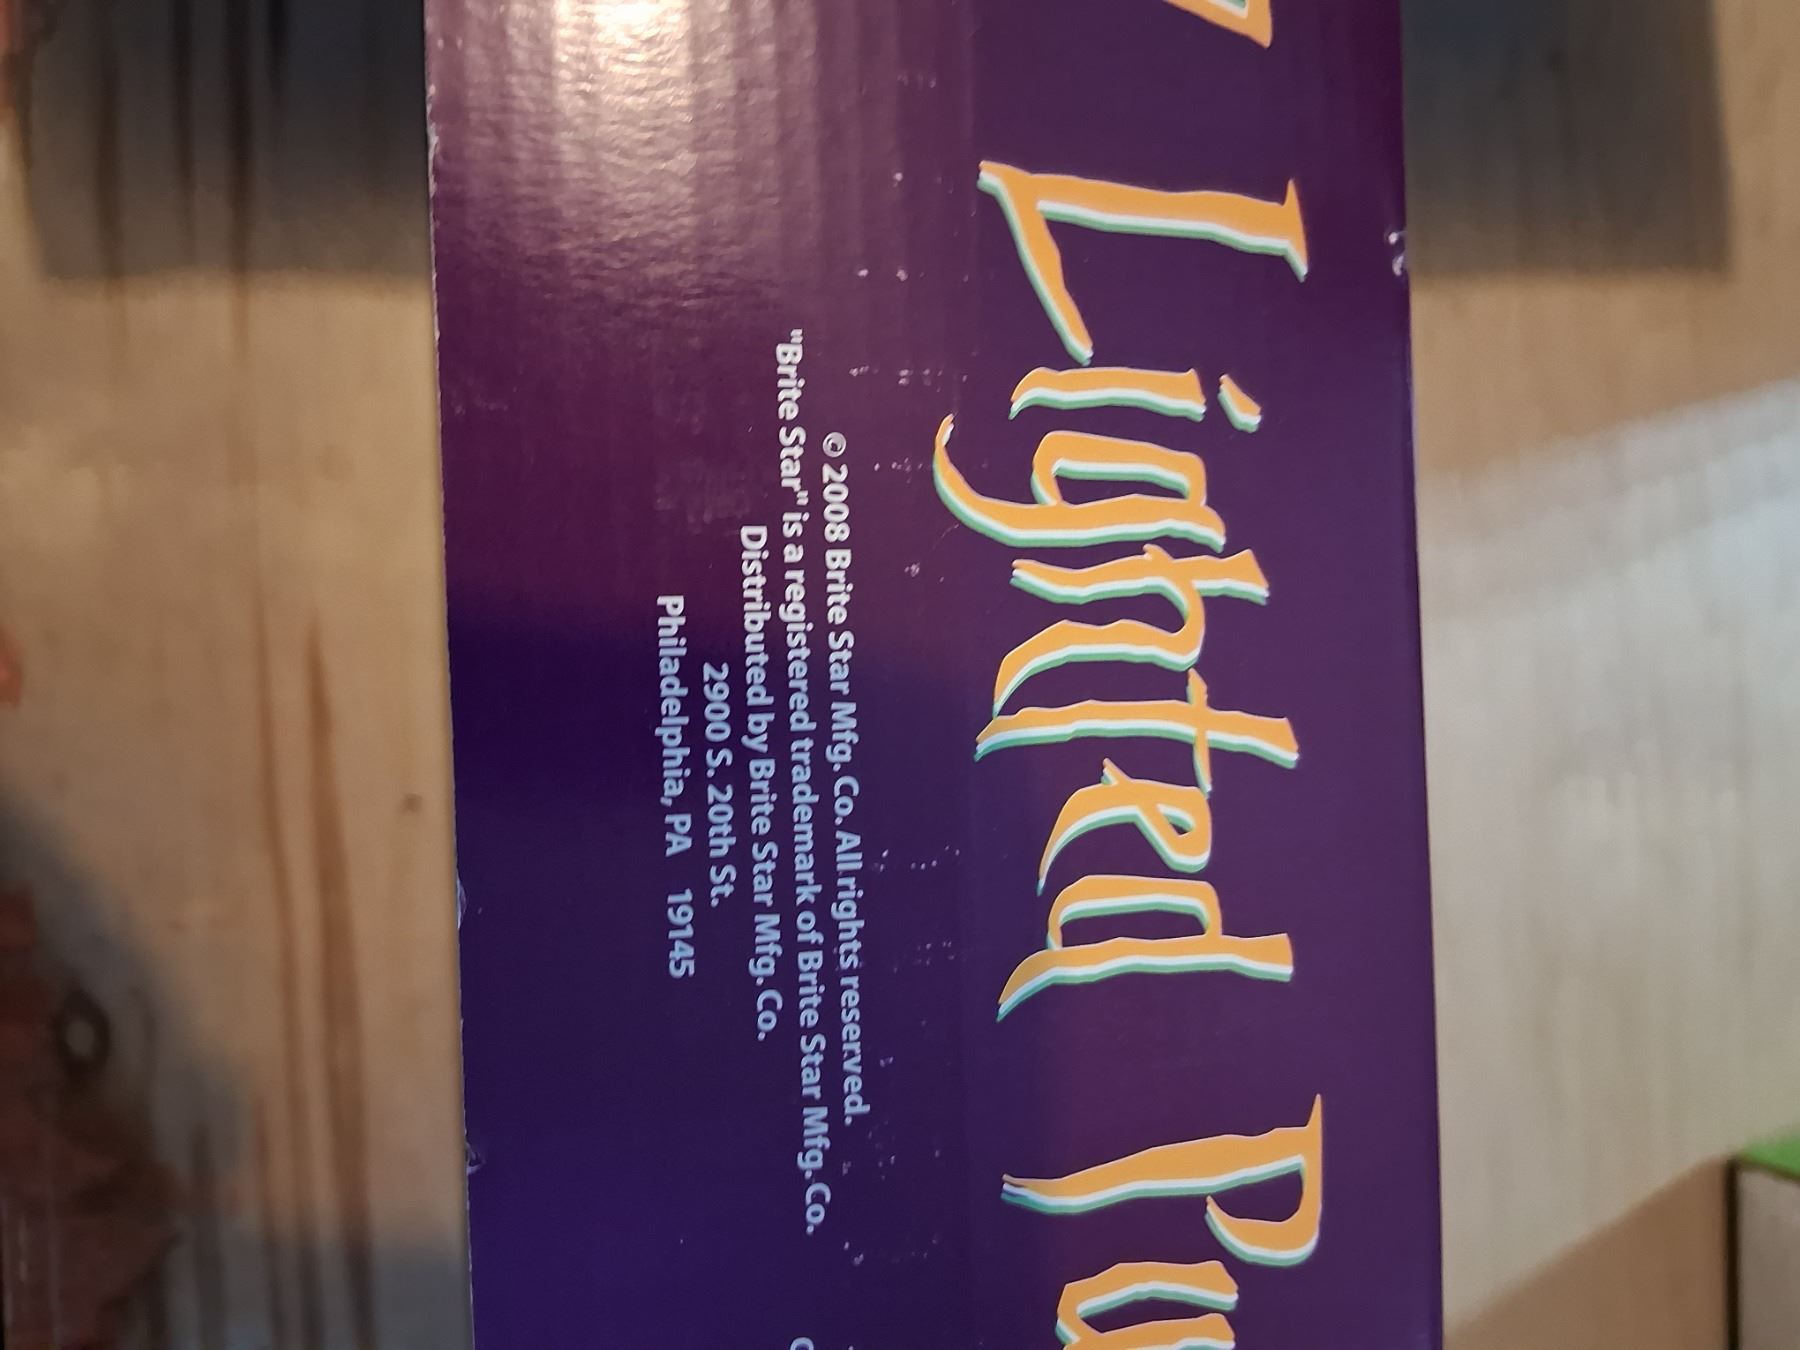 Lighted Pu
© 2008 Brite Star Mfg. Co. All rights reserved.
"Brite Star" is a registered trademark of Brite Star Mfg. Co.
Distributed by Brite Star Mfg. Co.
2900 S. 20th St.
Philadelphia, PA 19145